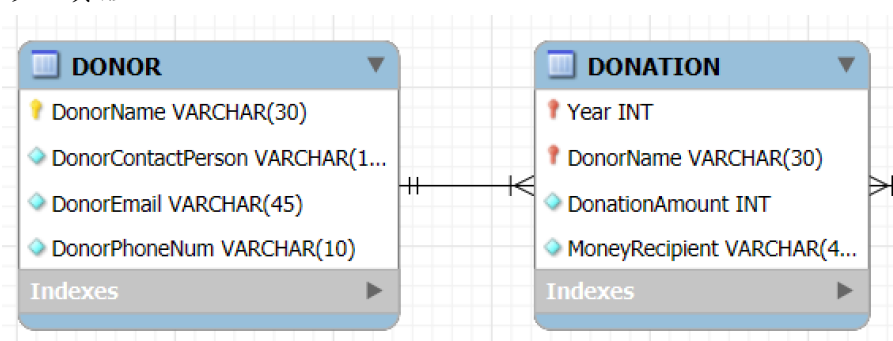 DONOR
DonorName VARCHAR(30)
DonorContactPerson VARCHAR(1...
DonorEmail VARCHAR(45)
DonorPhoneNum VARCHAR(10)
Indexes
DONATION
Year INT
DonorName VARCHAR(30)
DonationAmount INT
MoneyRecipient VARCHAR(4...
Indexes